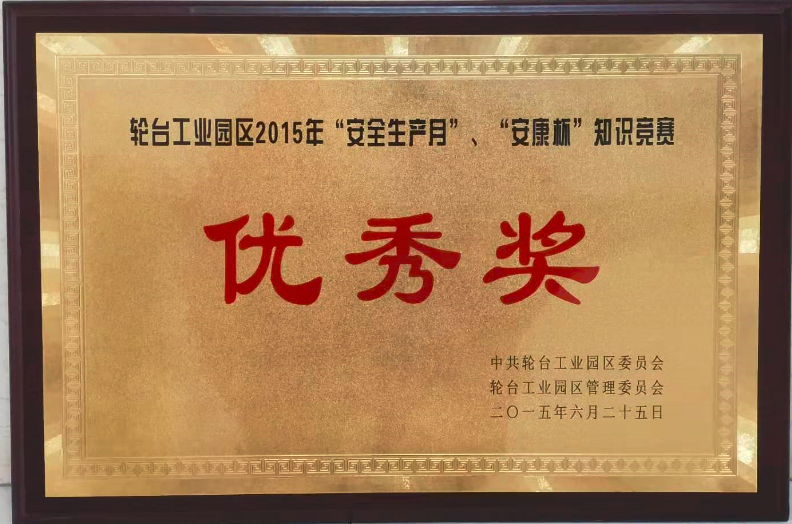 轮台工业园区2015年“安全生产月”、“安康杯”知识竞赛
优秀奖
中共轮台工业园区委员会
轮台工业园区管理委员会
二〇一五年六月二十五日